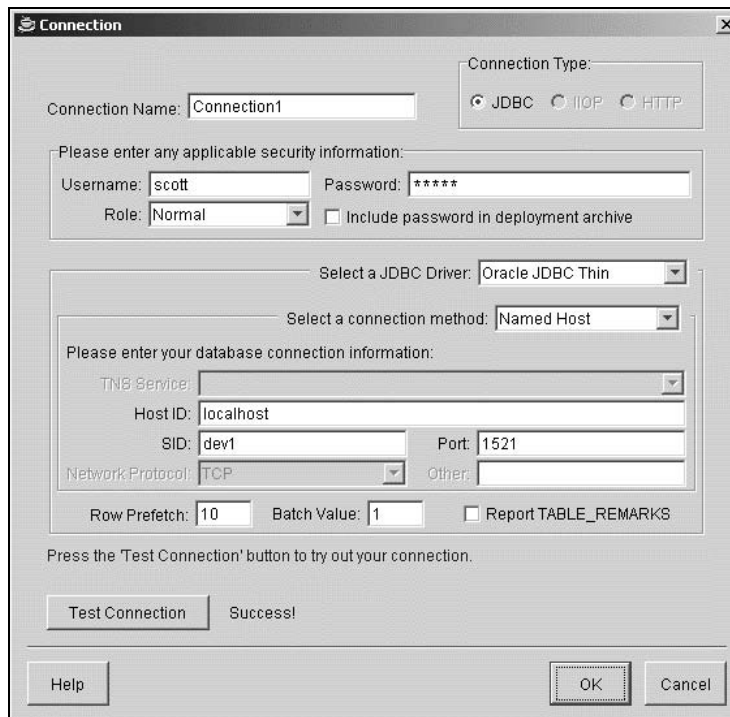 Connection
Connection Type:
Connection Name: Connection1
JDBC IIOP HTTP
Please enter any applicable security information:
Username: scott Password: *****
Role: Normal Include password in deployment archive
Select a JDBC Driver: Oracle JDBC Thin
Select a connection method: Named Host
Please enter your database connection information:
TNS Service:
Host ID: localhost
SID: dev1 Port: 1521
Network Protocol: TCP Other:
Row Prefetch: 10 Batch Value: 1 Report TABLE_REMARKS
Press the 'Test Connection' button to try out your connection.
Test Connection Success!
Help OK Cancel